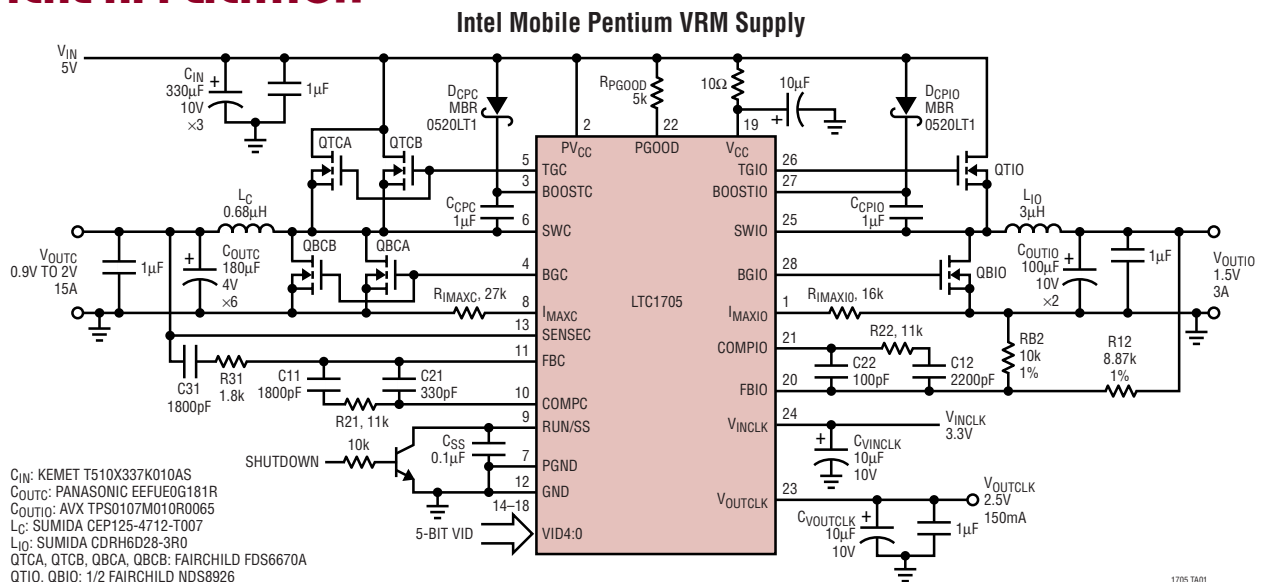 Intel Mobile Pentium VRM Supply
VIN
5V
CIN
330µF
10V
×3
+
1µF
DCPC
MBR
0520LT1
RPGOOD
5k
10Ω
10µF
+
DCPIO
MBR
0520LT1
QTCA
QTCB
2
22
19
PVCC
PGOOD
VCC
5
TGC
TGIO
26
QTIO
3
BOOSTC
BOOSTIO
27
LC
0.68µH
CCPC
1µF
CCPIO
1µF
LIO
3µH
6
SWC
SWIO
25
VOUTC
0.9V TO 2V
15A
1µF
+
COUTC
180µF
4V
×6
QBCB
QBCA
4
BGC
BGIO
28
QBIO
COUTIO
100µF
10V
×2
+
1µF
VOUTIO
1.5V
3A
LTC1705
RIMAXC, 27k
8
IMAXC
IMAXIO
1
RIMAXIO, 16k
13
SENSEC
COMPIO
21
R22, 11k
RB2
10k
1%
R12
8.87k
1%
C31
1800pF
R31
1.8k
C11
1800pF
C21
330pF
11
FBC
C22
100pF
C12
2200pF
FBIO
20
R21, 11k
10
COMPC
9
RUN/SS
VINCLK
24
VINCLK
3.3V
SHUTDOWN
10k
CSS
0.1µF
7
PGND
+
CVINCLK
10µF
10V
12
GND
VOUTCLK
23
VOUTCLK
2.5V
150mA
14–18
5-BIT VID
VID4:0
CVOUTCLK
10µF
10V
+
1µF
CIN: KEMET T510X337K010AS
COUTC: PANASONIC EEFUE0G181R
COUTIO: AVX TPS0107M010R0065
LC: SUMIDA CEP125-4712-T007
LIO: SUMIDA CDRH6D28-3R0
QTCA, QTCB, QBCA, QBCB: FAIRCHILD FDS6670A
QTIO, QBIO: 1/2 FAIRCHILD NDS8926
1705 TA01